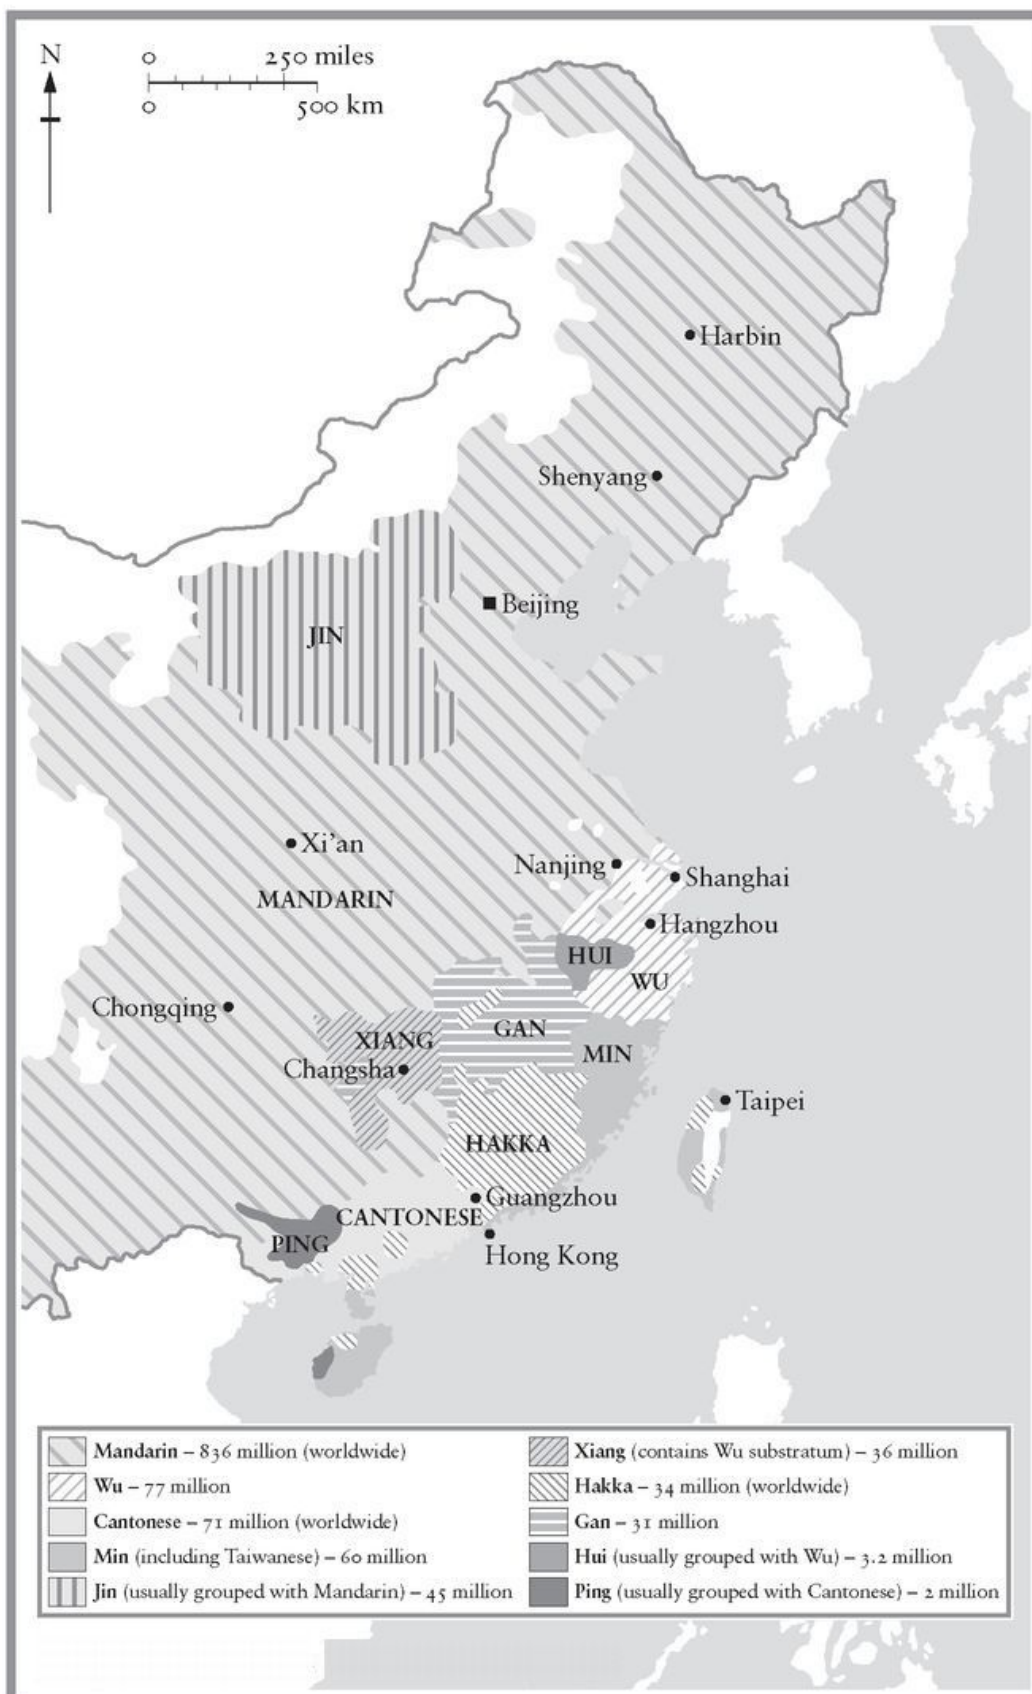 N
0 250 miles
0 500 km
Harbin
Shenyang
Beijing
JIN
Xi’an
Nanjing
Shanghai
MANDARIN
Hangzhou
HUI
WU
Chongqing
GAN
XIANG
MIN
Changsha
Taipei
HAKKA
Guangzhou
CANTONESE
PING
Hong Kong
Mandarin – 836 million (worldwide)
Wu – 77 million
Cantonese – 71 million (worldwide)
Min (including Taiwanese) – 60 million
Jin (usually grouped with Mandarin) – 45 million
Xiang (contains Wu substratum) – 36 million
Hakka – 34 million (worldwide)
Gan – 31 million
Hui (usually grouped with Wu) – 3.2 million
Ping (usually grouped with Cantonese) – 2 million